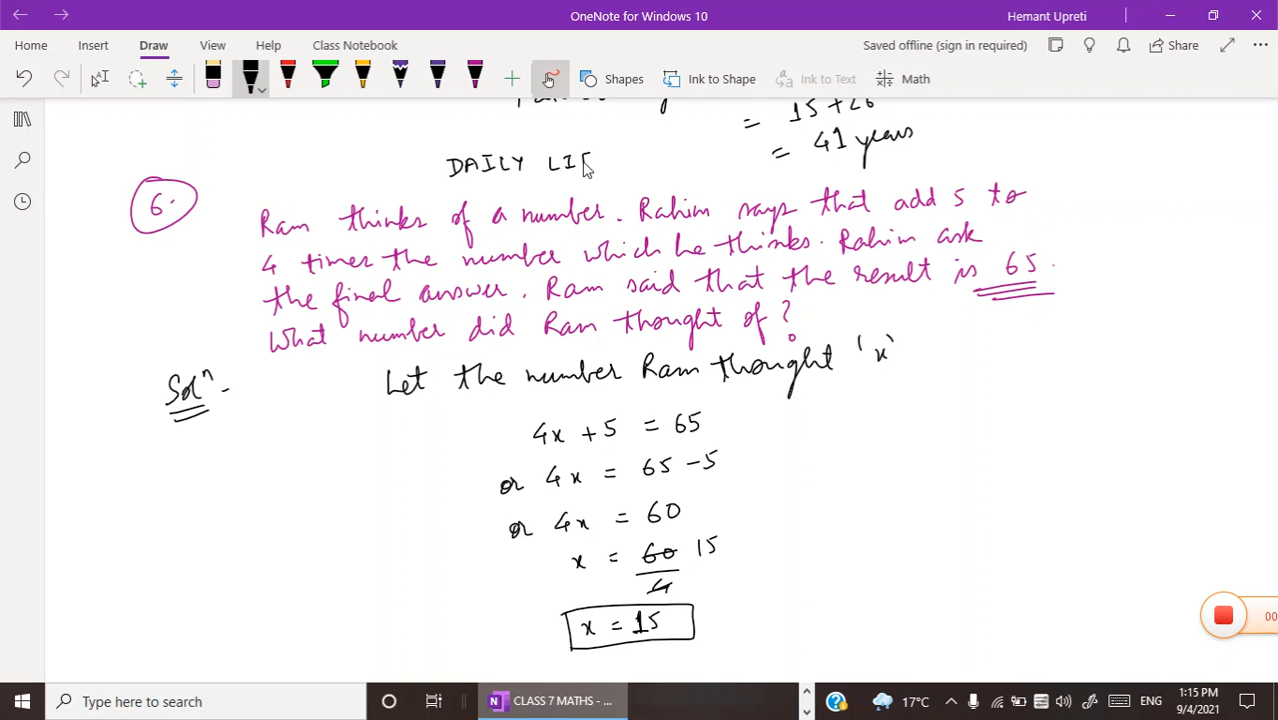 OneNote for Windows 10
Hemant Upreti
Home Insert Draw View Help Class Notebook
Saved offline (sign in required)
Share
Shapes
Ink to Shape
Ink to Text
Math
= 15 + 26
= 41 years
DAILY LIF
6.
Ram thinks of a number. Rahim says that add 5 to
4 times the number which he thinks. Rahim ask
the final answer. Ram said that the result is 65.
What number did Ram thought of ?
Solⁿ -
Let the number Ram thought 'x'
4x + 5 = 65
or 4x = 65 - 5
or 4x = 60
x = 60/4 15
x = 15
00
Type here to search
CLASS 7 MATHS - ...
17°C
ENG
1:15 PM
9/4/2021